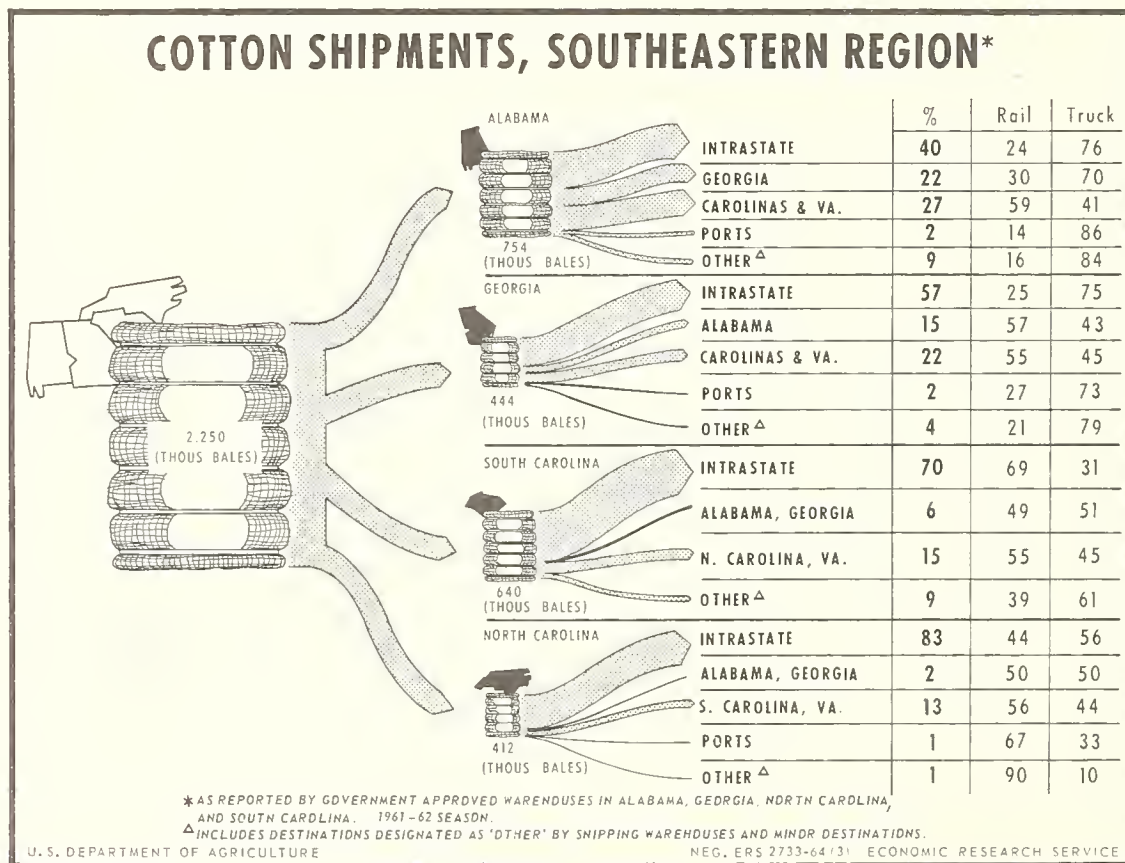 COTTON SHIPMENTS, SOUTHEASTERN REGION*
% Rail Truck
ALABAMA
INTRASTATE 40 24 76
GEORGIA 22 30 70
CAROLINAS & VA. 27 59 41
PORTS 2 14 86
OTHER Δ 9 16 84
754
(THOUS BALES)
GEORGIA
INTRASTATE 57 25 75
ALABAMA 15 57 43
CAROLINAS & VA. 22 55 45
PORTS 2 27 73
OTHER Δ 4 21 79
444
(THOUS BALES)
2.250
(THOUS BALES)
SOUTH CAROLINA
INTRASTATE 70 69 31
ALABAMA, GEORGIA 6 49 51
N. CAROLINA, VA. 15 55 45
OTHER Δ 9 39 61
640
(THOUS BALES)
NORTH CAROLINA
INTRASTATE 83 44 56
ALABAMA, GEORGIA 2 50 50
S. CAROLINA, VA. 13 56 44
PORTS 1 67 33
OTHER Δ 1 90 10
412
(THOUS BALES)
* AS REPORTED BY GOVERNMENT APPROVED WAREHOUSES IN ALABAMA, GEORGIA, NORTH CAROLINA,
AND SOUTH CAROLINA. 1961-62 SEASON.
Δ INCLUDES DESTINATIONS DESIGNATED AS 'OTHER' BY SHIPPING WAREHOUSES AND MINOR DESTINATIONS.
U.S. DEPARTMENT OF AGRICULTURE NEG. ERS 2733-64(3) ECONOMIC RESEARCH SERVICE